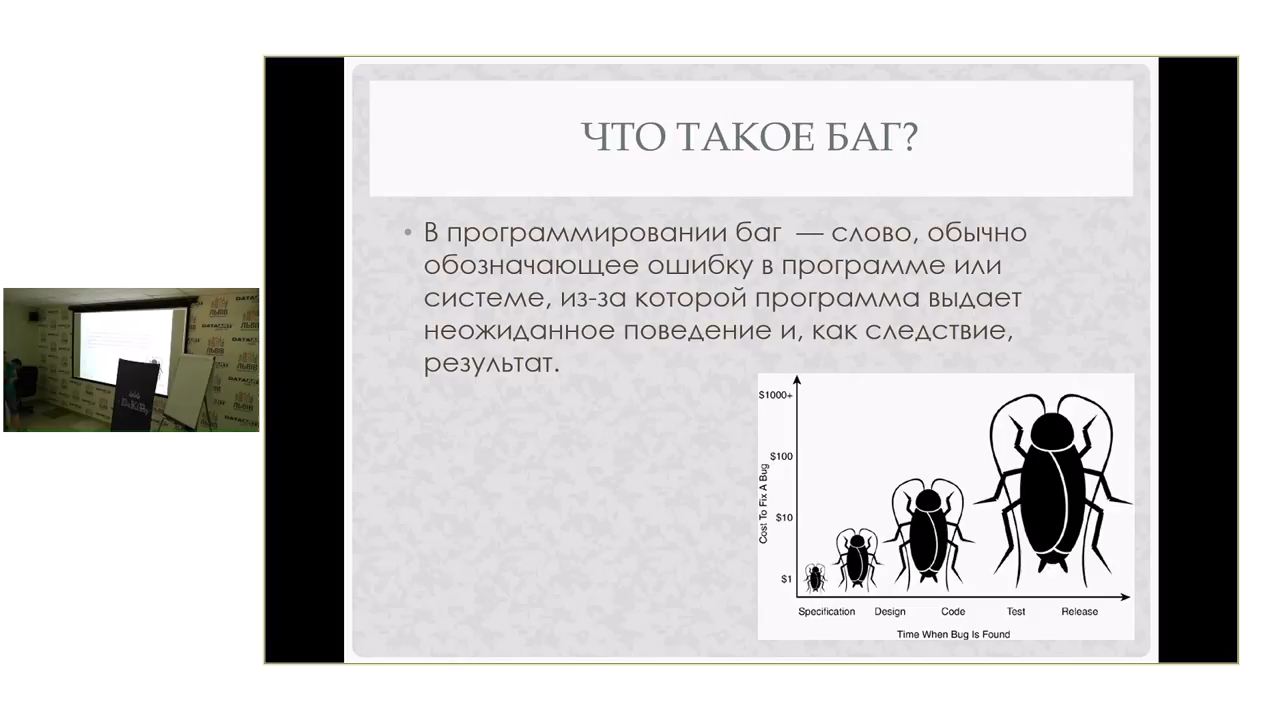 ЧТО ТАКОЕ БАГ?
• В программировании баг — слово, обычно
обозначающее ошибку в программе или
системе, из-за которой программа выдает
неожиданное поведение и, как следствие,
результат.
$1000+
$100
$10
$1
Cost To Fix A Bug
Specification Design Code Test Release
Time When Bug Is Found